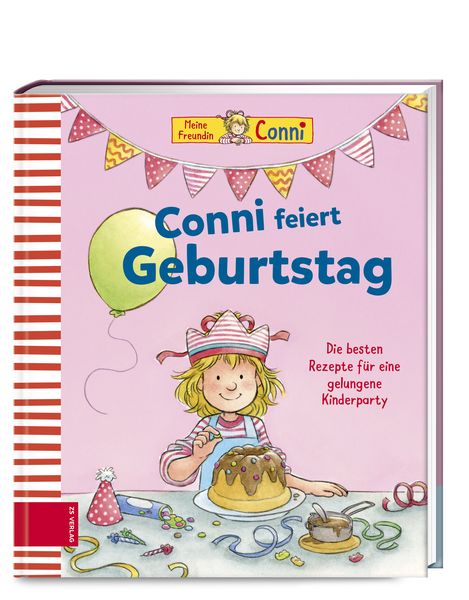 Meine
Freundin
Conni
Conni feiert
Geburtstag
Die besten
Rezepte für eine
gelungene
Kinderparty
ZS VERLAG